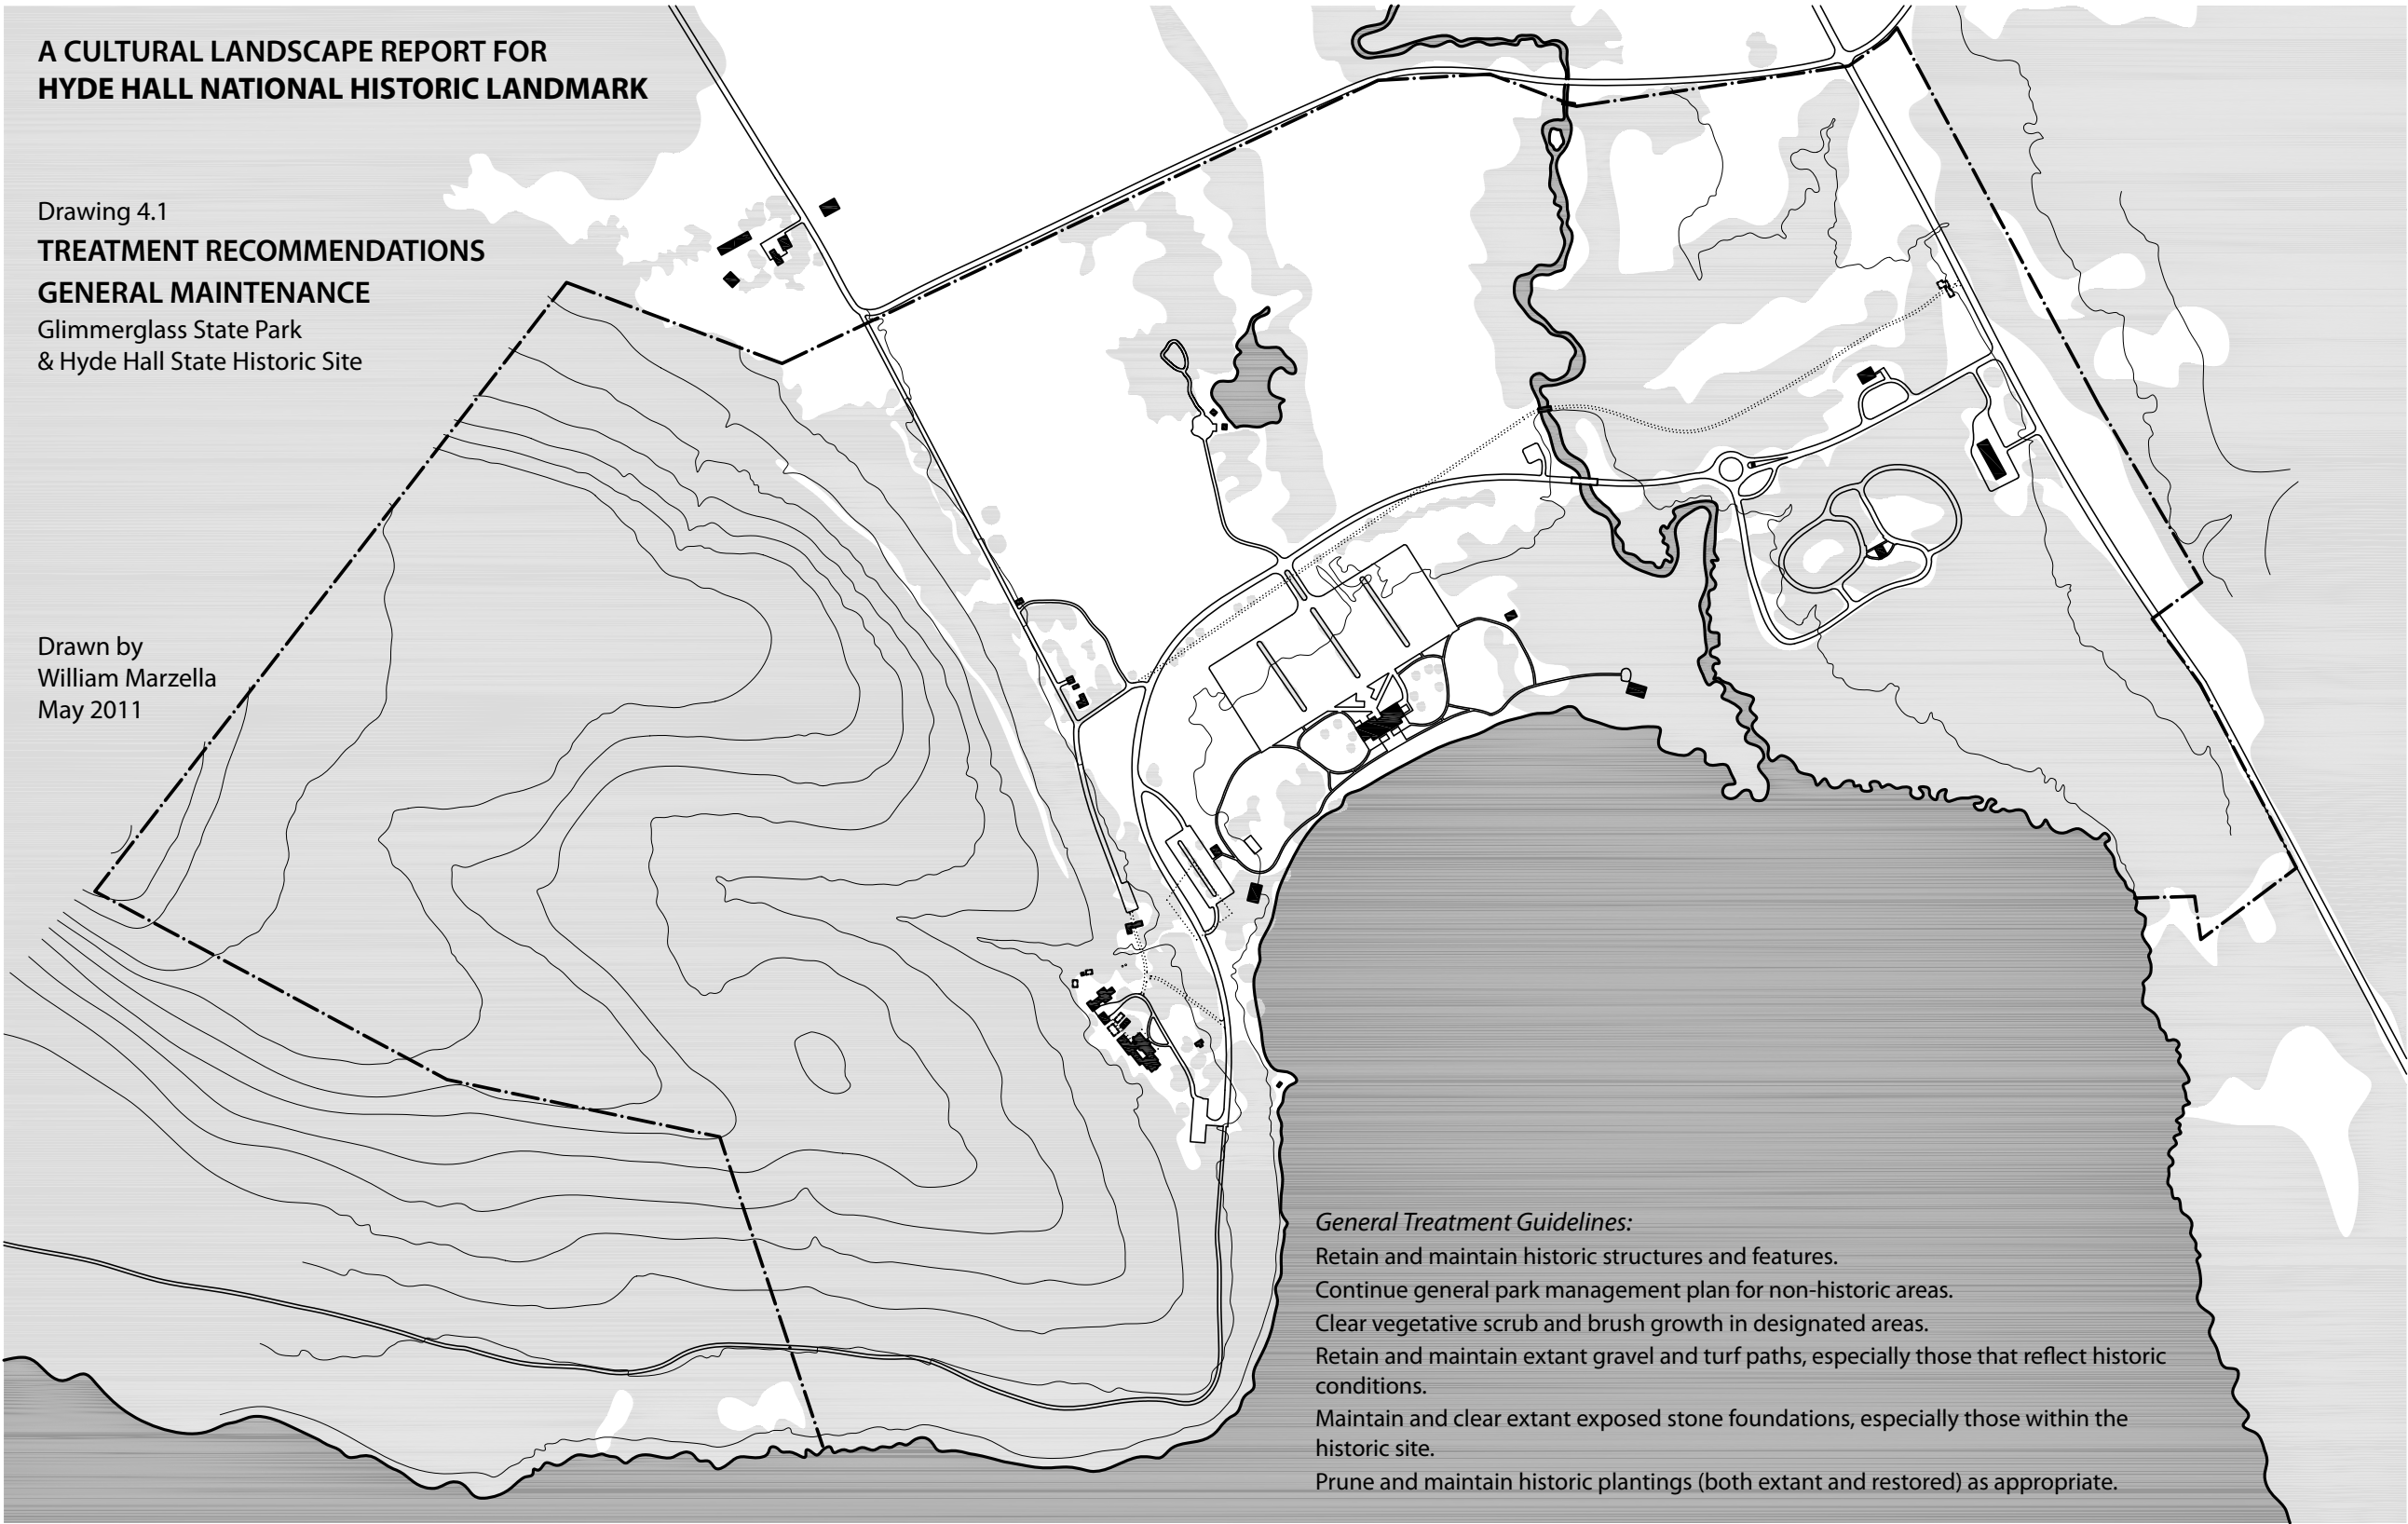 A CULTURAL LANDSCAPE REPORT FOR
HYDE HALL NATIONAL HISTORIC LANDMARK
Drawing 4.1
TREATMENT RECOMMENDATIONS
GENERAL MAINTENANCE
Glimmerglass State Park
& Hyde Hall State Historic Site
Drawn by
William Marzella
May 2011
General Treatment Guidelines:
Retain and maintain historic structures and features.
Continue general park management plan for non-historic areas.
Clear vegetative scrub and brush growth in designated areas.
Retain and maintain extant gravel and turf paths, especially those that reflect historic
conditions.
Maintain and clear extant exposed stone foundations, especially those within the
historic site.
Prune and maintain historic plantings (both extant and restored) as appropriate.